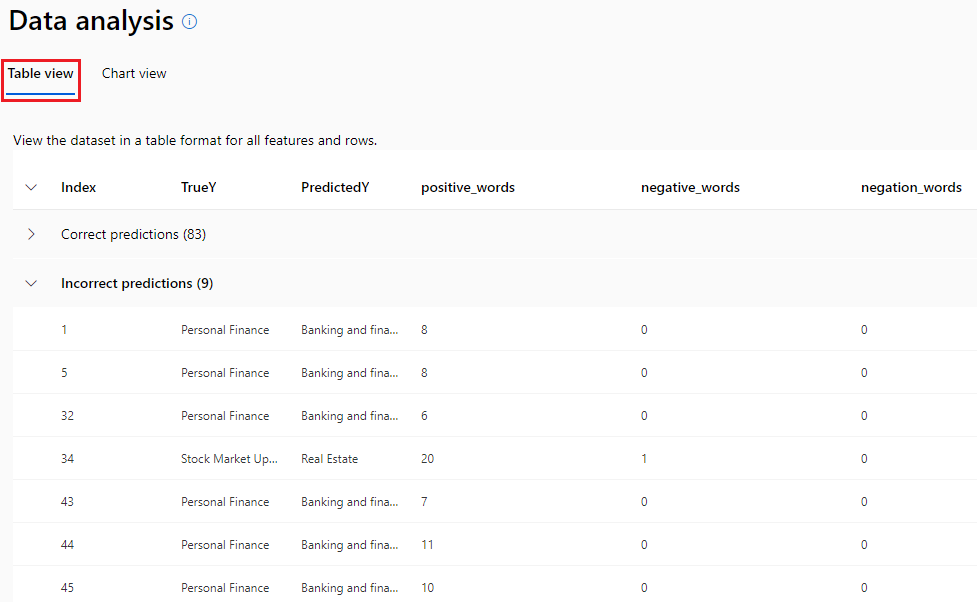 Data analysis
Table view Chart view
View the dataset in a table format for all features and rows.
Index TrueY PredictedY positive_words negative_words negation_words
Correct predictions (83)
Incorrect predictions (9)
1 Personal Finance Banking and fina... 8 0 0
5 Personal Finance Banking and fina... 8 0 0
32 Personal Finance Banking and fina... 6 0 0
34 Stock Market Up... Real Estate 20 1 0
43 Personal Finance Banking and fina... 7 0 0
44 Personal Finance Banking and fina... 11 0 0
45 Personal Finance Banking and fina... 10 0 0